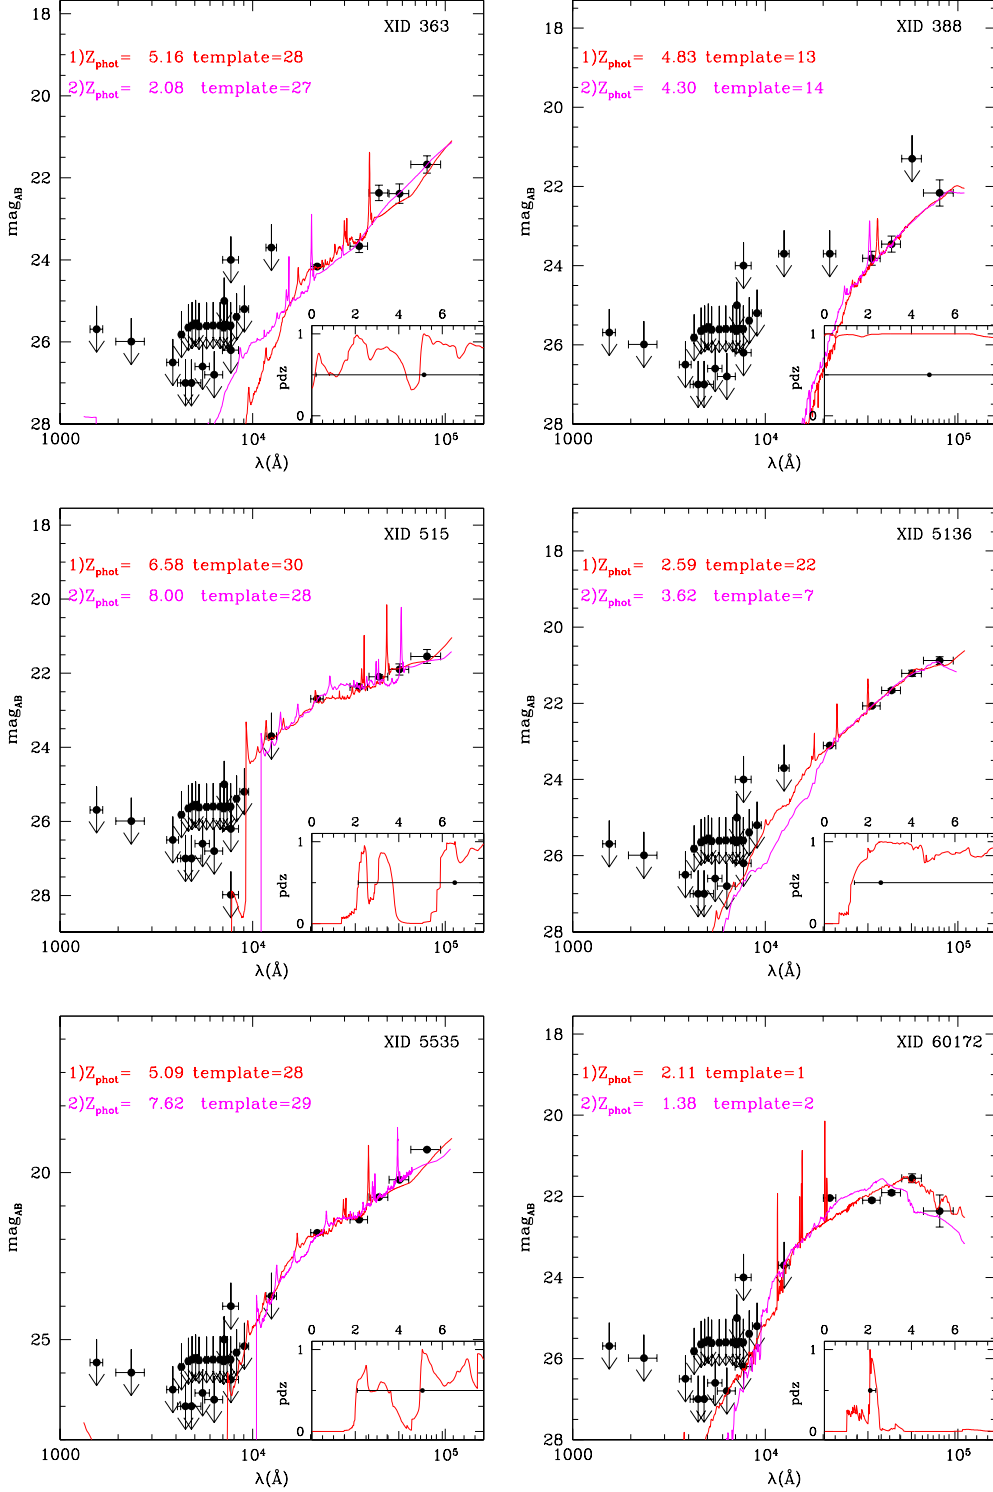 XID 363
1)Zphot= 5.16 template=28
2)Zphot= 2.08 template=27
magAB
20
22
24
26
28
0 2 4 6
pdz
1
0
1000 10⁴ 10⁵
λ(Å)
XID 388
1)Zphot= 4.83 template=13
2)Zphot= 4.30 template=14
magAB
18
20
22
24
26
28
0 2 4 6
pdz
1
0
1000 10⁴ 10⁵
λ(Å)
XID 515
1)Zphot= 6.58 template=30
2)Zphot= 8.00 template=28
magAB
18
20
22
24
26
28
0 2 4 6
pdz
1
0
1000 10⁴ 10⁵
λ(Å)
XID 5136
1)Zphot= 2.59 template=22
2)Zphot= 3.62 template=7
magAB
18
20
22
24
26
28
0 2 4 6
pdz
1
0
1000 10⁴ 10⁵
λ(Å)
XID 5535
1)Zphot= 5.09 template=28
2)Zphot= 7.62 template=29
magAB
20
25
0 2 4 6
pdz
1
0
1000 10⁴ 10⁵
λ(Å)
XID 60172
1)Zphot= 2.11 template=1
2)Zphot= 1.38 template=2
magAB
18
20
22
24
26
28
0 2 4 6
pdz
1
0
1000 10⁴ 10⁵
λ(Å)